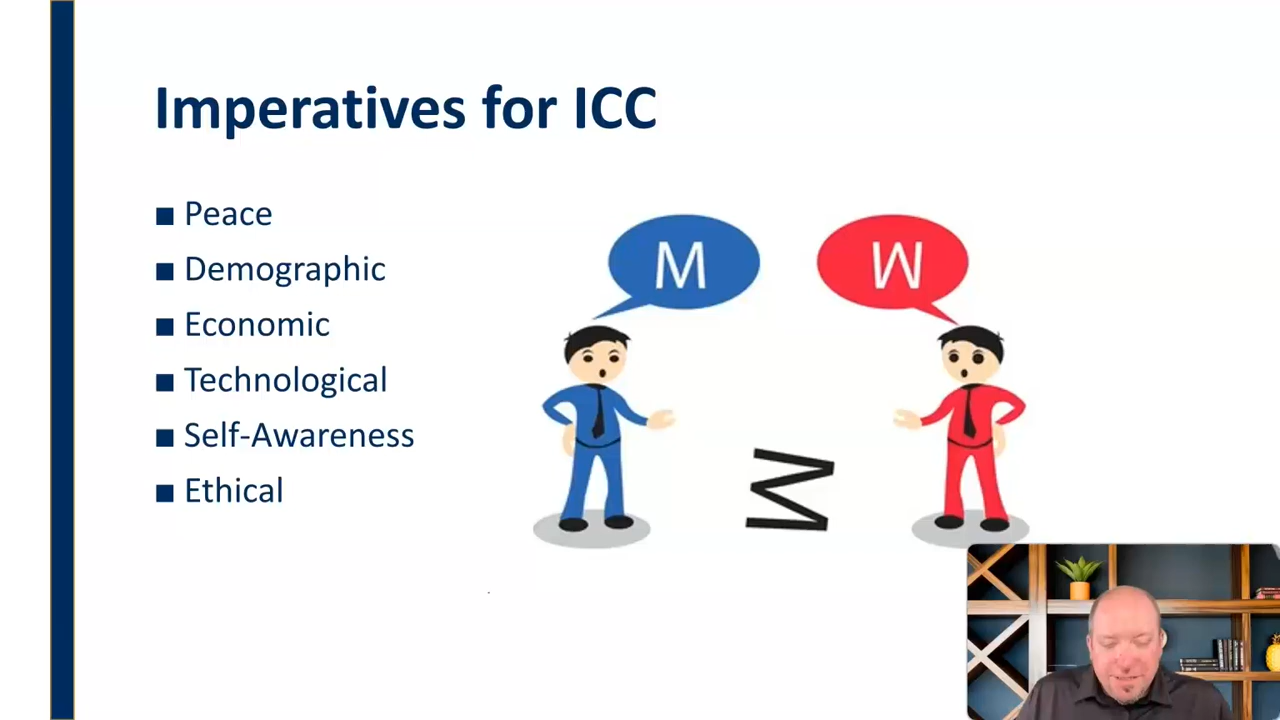 Imperatives for ICC
■ Peace
■ Demographic
■ Economic
■ Technological
■ Self-Awareness
■ Ethical
M
W
M